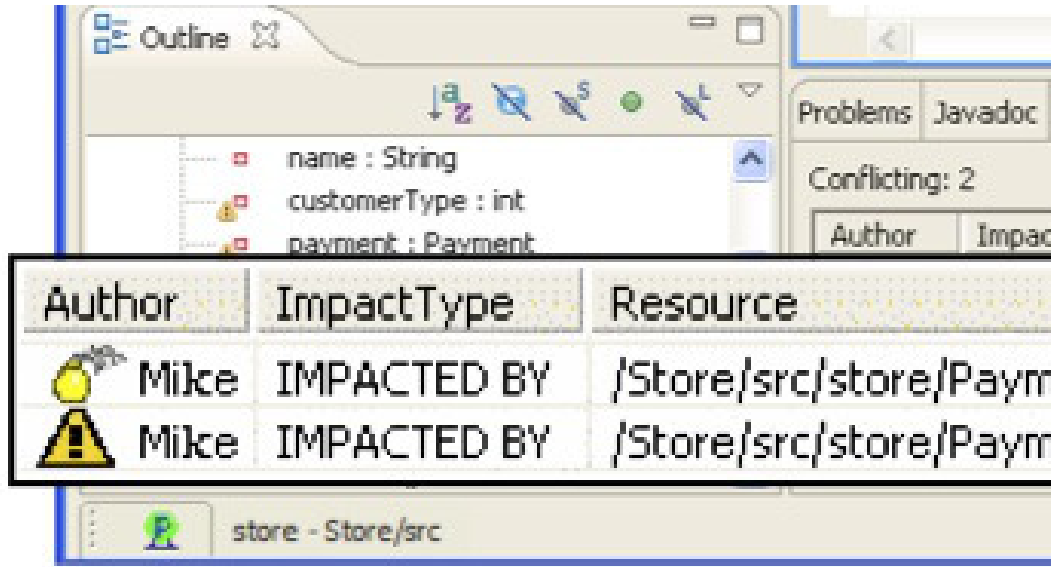 Outline
Problems Javadoc
name : String
customerType : int
payment : Payment
Conflicting: 2
Author Impac
Author ImpactType Resource
Mike IMPACTED BY /Store/src/store/Paym
Mike IMPACTED BY /Store/src/store/Paym
store - Store/src